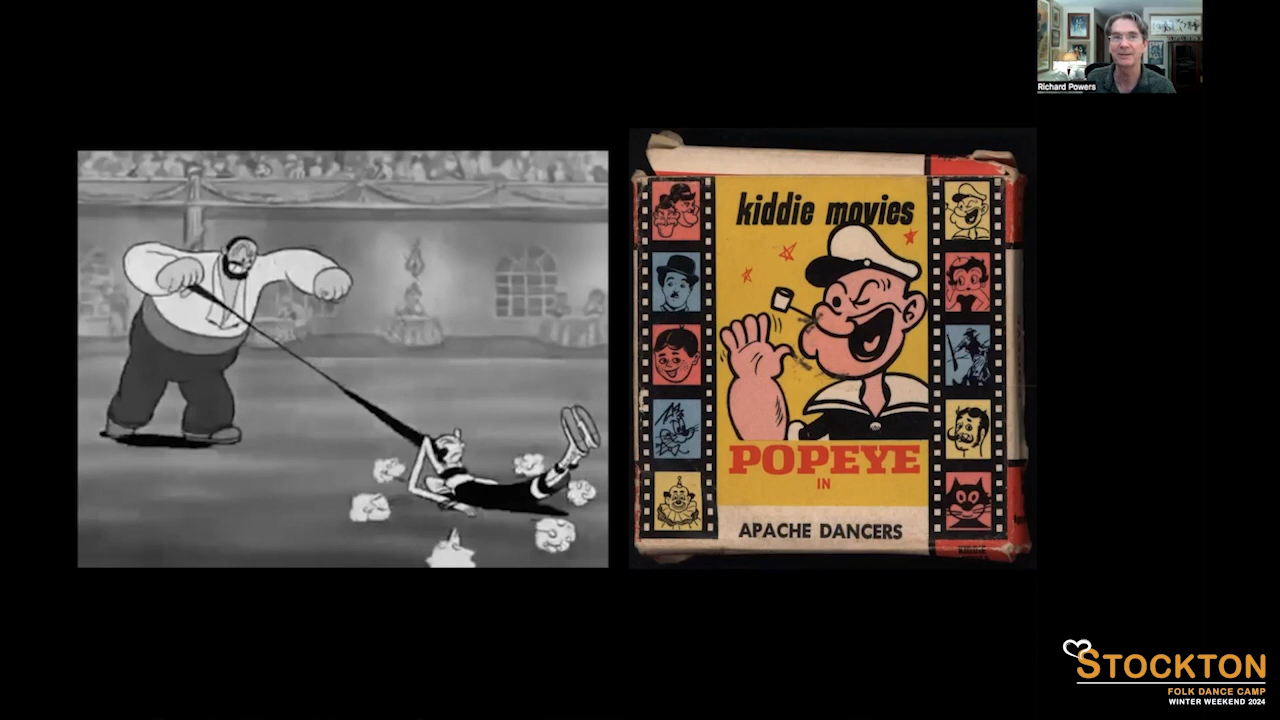 Richard Powers
kiddie movies
POPEYE
IN
APACHE DANCERS
STOCKTON
FOLK DANCE CAMP
WINTER WEEKEND 2024